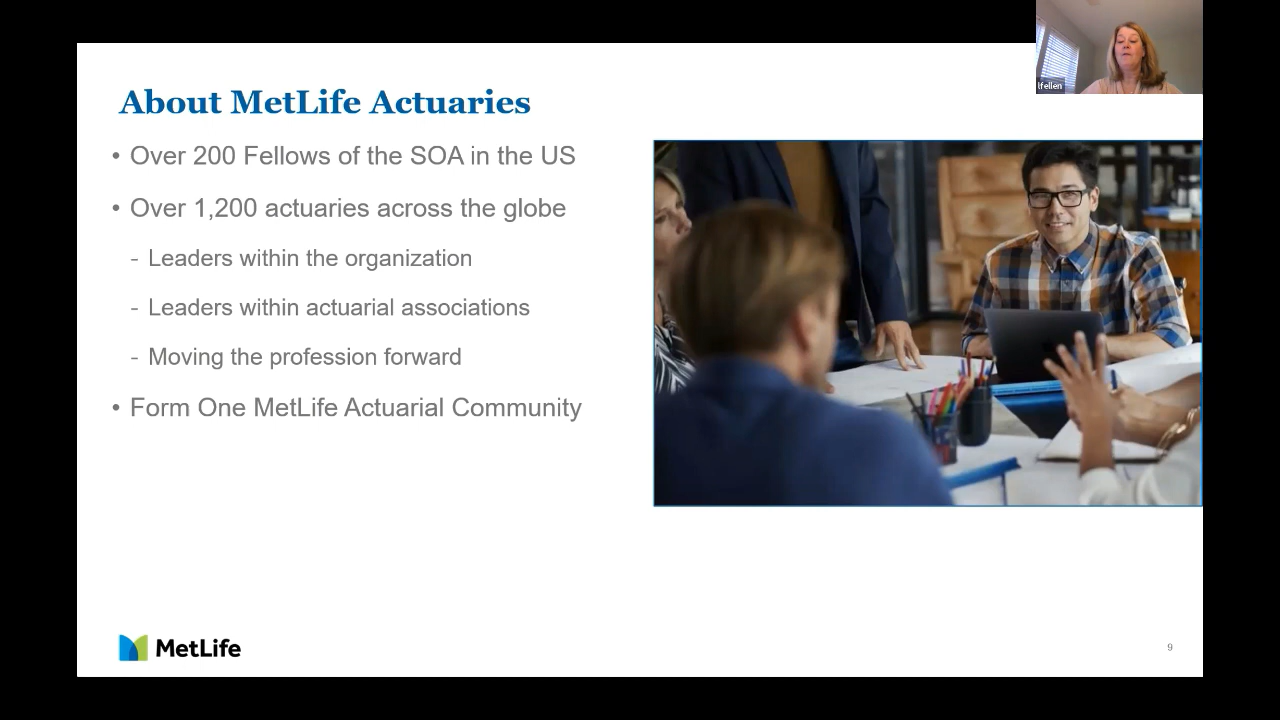 lfellen
About MetLife Actuaries
• Over 200 Fellows of the SOA in the US
• Over 1,200 actuaries across the globe
- Leaders within the organization
- Leaders within actuarial associations
- Moving the profession forward
• Form One MetLife Actuarial Community
MetLife
9